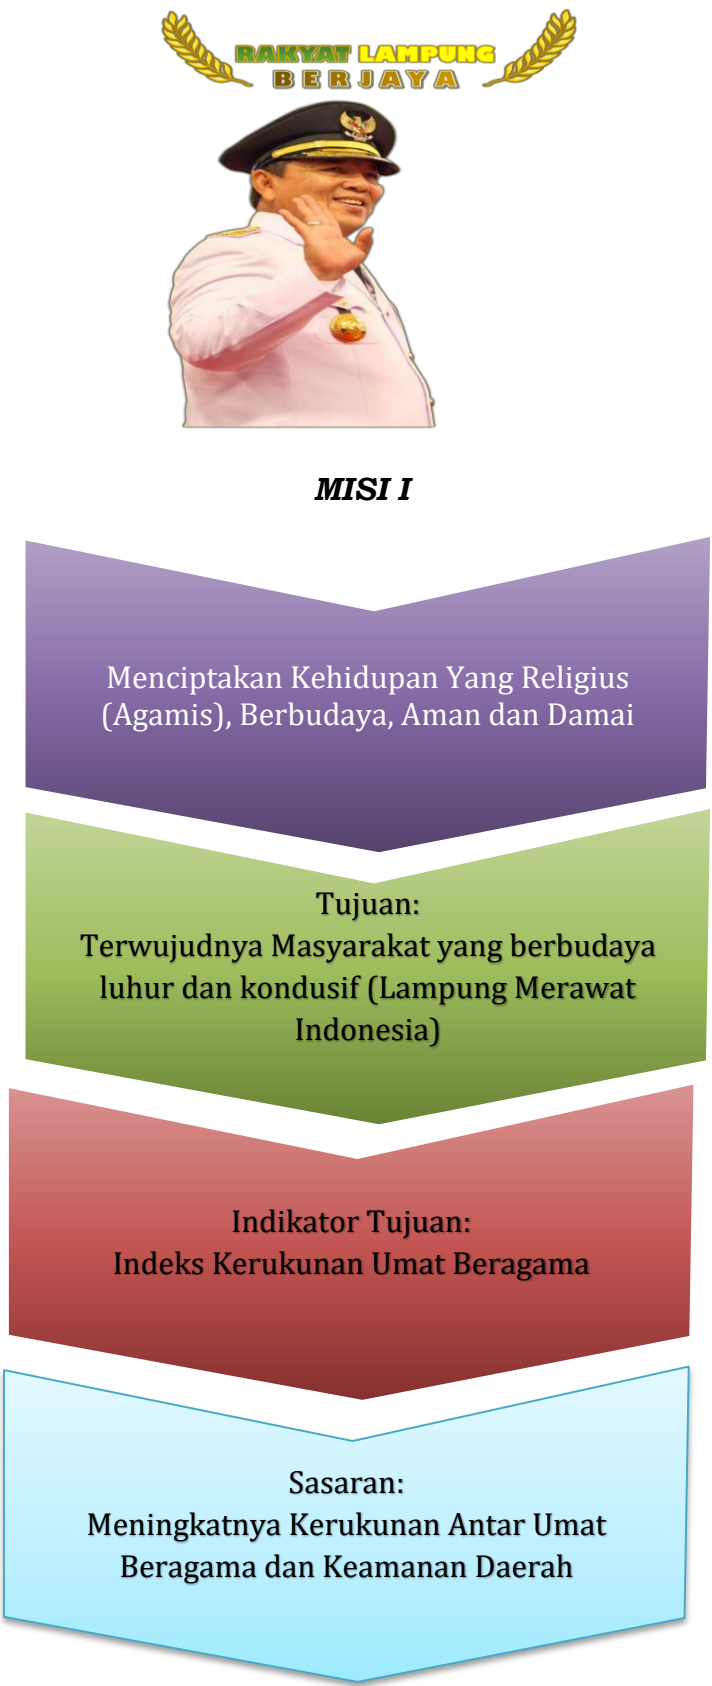 RAKYAT LAMPUNG
BERJAYA
MISI I
Menciptakan Kehidupan Yang Religius
(Agamis), Berbudaya, Aman dan Damai
Tujuan:
Terwujudnya Masyarakat yang berbudaya
luhur dan kondusif (Lampung Merawat
Indonesia)
Indikator Tujuan:
Indeks Kerukunan Umat Beragama
Sasaran:
Meningkatnya Kerukunan Antar Umat
Beragama dan Keamanan Daerah